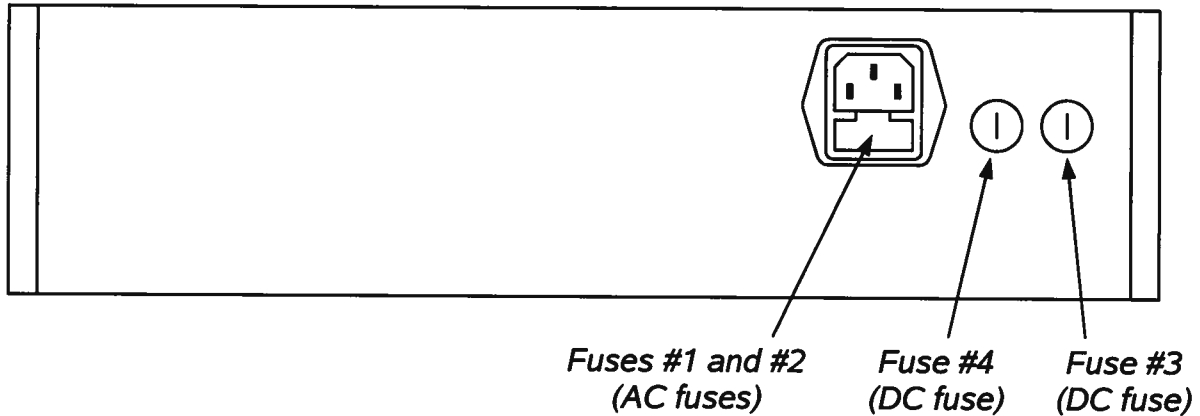 Fuses #1 and #2
(AC fuses)
Fuse #4
(DC fuse)
Fuse #3
(DC fuse)